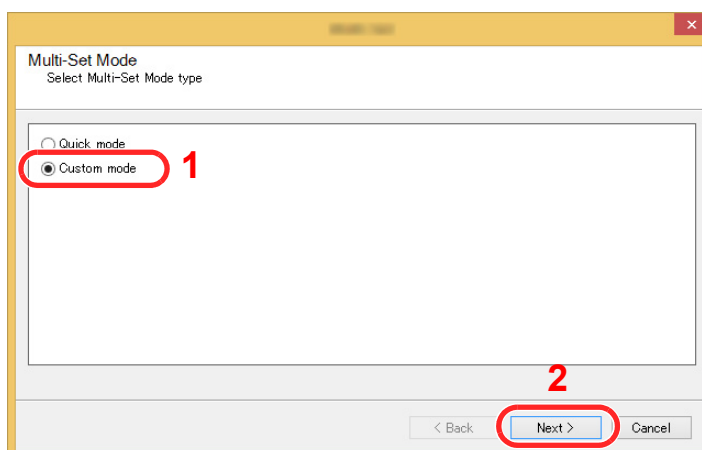 Multi-Set Mode
Select Multi-Set Mode type
Quick mode
Custom mode
1
2
< Back
Next >
Cancel